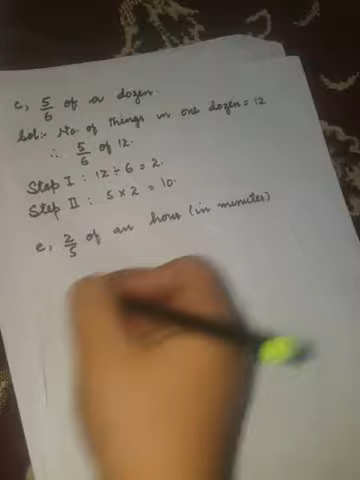 c, 5/6 of a dozen.
Sol:- No. of things in one dozen = 12
∴ 5/6 of 12.
Step I : 12 ÷ 6 = 2.
Step II : 5 × 2 = 10.
e, 2/5 of an hour (in minutes)